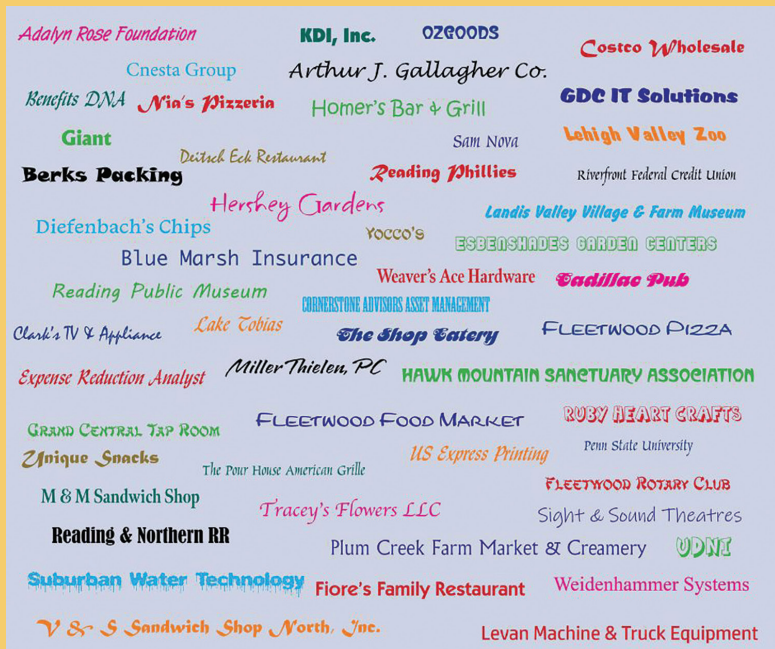 Adalyn Rose Foundation
KDI, Inc.
OZGOODS
Costco Wholesale
Cnesta Group
Arthur J. Gallagher Co.
Benefits DNA
Nia's Pizzeria
Homer's Bar & Grill
GDC IT Solutions
Giant
Sam Nova
Lehigh Valley Zoo
Deitsch Eck Restaurant
Berks Packing
Reading Phillies
Riverfront Federal Credit Union
Hershey Gardens
Landis Valley Village & Farm Museum
Diefenbach's Chips
Yocco's
Esbenshades Garden Centers
Blue Marsh Insurance
Weaver's Ace Hardware
Cadillac Pub
Reading Public Museum
CORNERSTONE ADVISORS ASSET MANAGEMENT
Clark's TV & Appliance
Lake Tobias
The Shop Eatery
Fleetwood Pizza
Expense Reduction Analyst
Miller Thielen, PC
Hawk Mountain Sanctuary Association
Grand Central Tap Room
Fleetwood Food Market
Ruby Heart Crafts
Unique Snacks
US Express Printing
Penn State University
The Pour House American Grille
Fleetwood Rotary Club
M & M Sandwich Shop
Tracey's Flowers LLC
Sight & Sound Theatres
Reading & Northern RR
Plum Creek Farm Market & Creamery
UDNI
Suburban Water Technology
Fiore's Family Restaurant
Weidenhammer Systems
V & S Sandwich Shop North, Inc.
Levan Machine & Truck Equipment